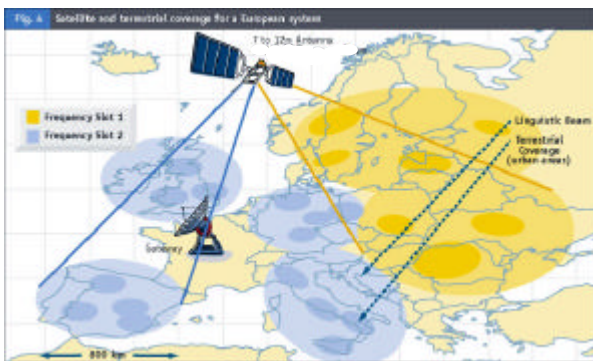 Fig. 4 Satellite and terrestrial coverage for a European system
7 to 12m Antenna
Frequency Slot 1
Frequency Slot 2
Linguistic Beam
Terrestrial
Coverage
(urban areas)
Gateway
800 km